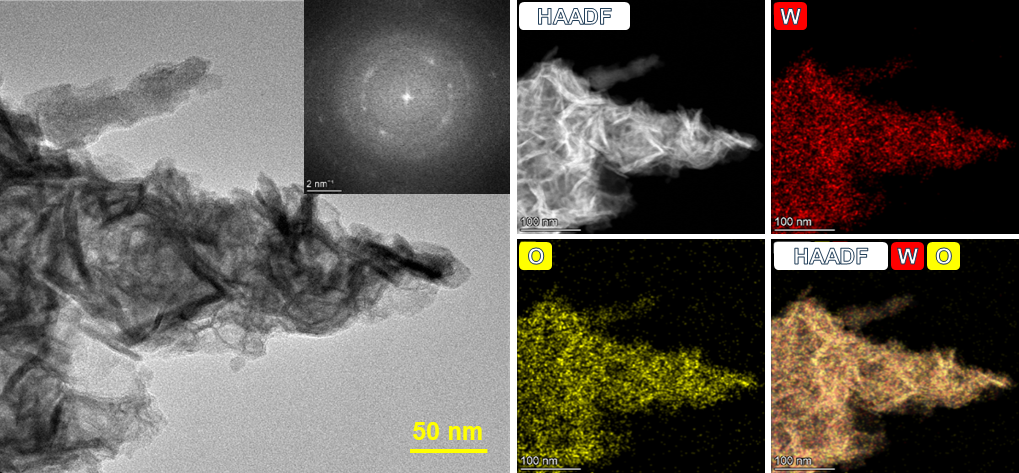 2 nm⁻¹
50 nm
HAADF
100 nm
W
100 nm
O
100 nm
HAADF W O
100 nm